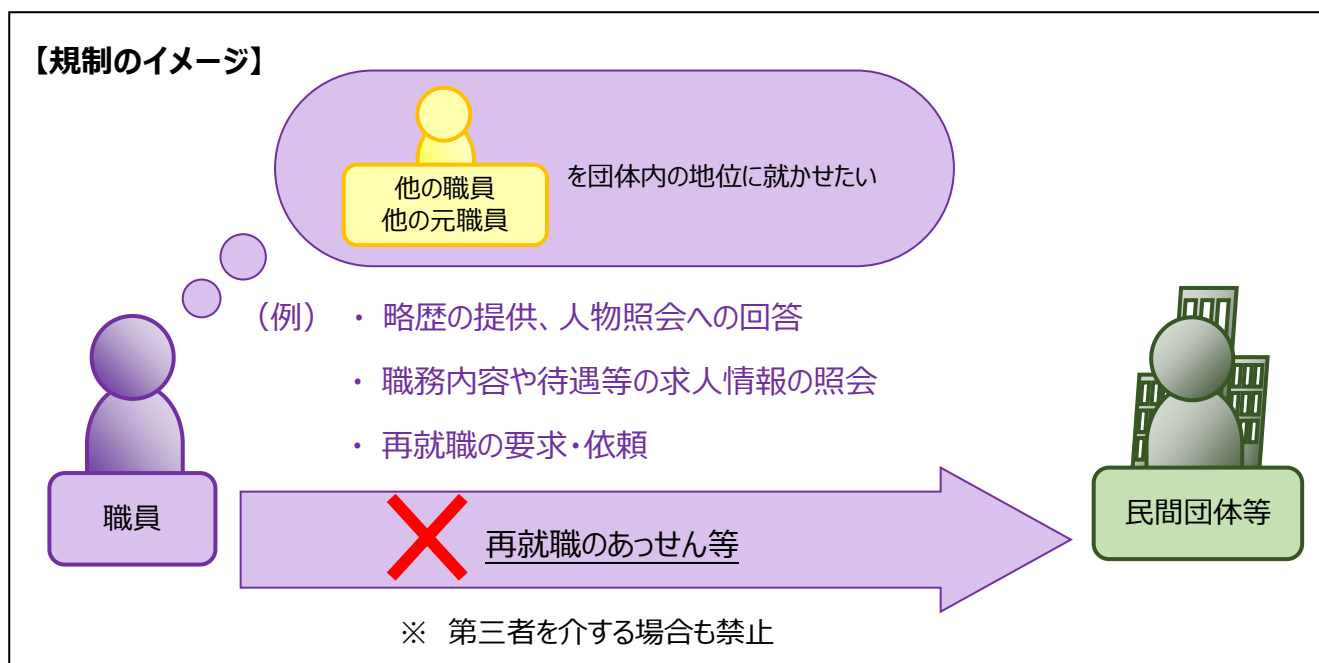 【規制のイメージ】
他の職員
他の元職員
を団体内の地位に就かせたい
（例） ・ 略歴の提供、人物照会への回答
・ 職務内容や待遇等の求人情報の照会
・ 再就職の要求・依頼
職員
再就職のあっせん等
民間団体等
※ 第三者を介する場合も禁止